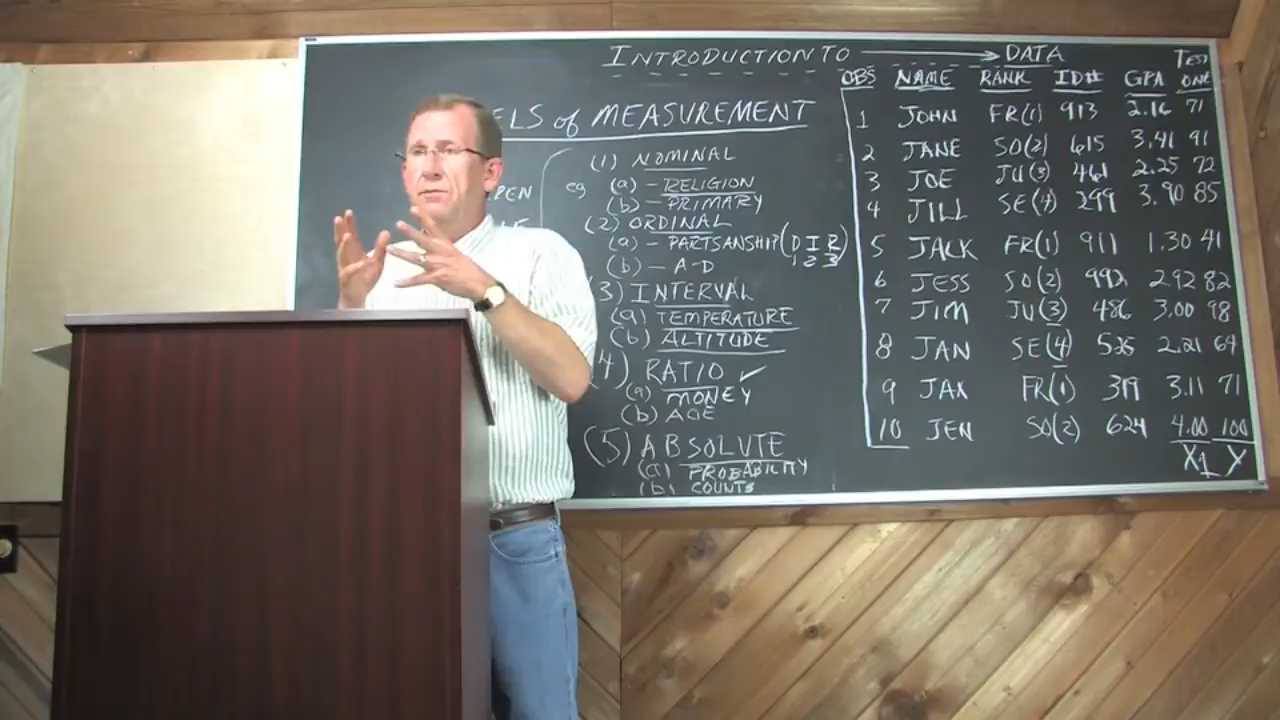 INTRODUCTION TO → DATA
ELS of MEASUREMENT
(1) NOMINAL
eg (a) - RELIGION
(b) - PRIMARY
(2) ORDINAL
(a) - PARTSANSHIP (D I R)
1 2 3
(b) - A-D
3) INTERVAL
(a) TEMPERATURE
(b) ALTITUDE
4) RATIO ✓
(a) MONEY
(b) AGE
(5) ABSOLUTE
(a) PROBABILITY
(b) COUNTS
PEN
OBS NAME RANK ID# GPA TEST ONE
1 JOHN FR(1) 913 2.16 71
2 JANE SO(2) 615 3.41 91
3 JOE JU(3) 461 2.25 72
4 JILL SE(4) 299 3.90 85
5 JACK FR(1) 911 1.30 41
6 JESS SO(2) 992 2.92 82
7 JIM JU(3) 486 3.00 98
8 JAN SE(4) 535 2.21 64
9 JAX FR(1) 3.11 71
10 JEN SO(2) 624 4.00 100
X1 Y